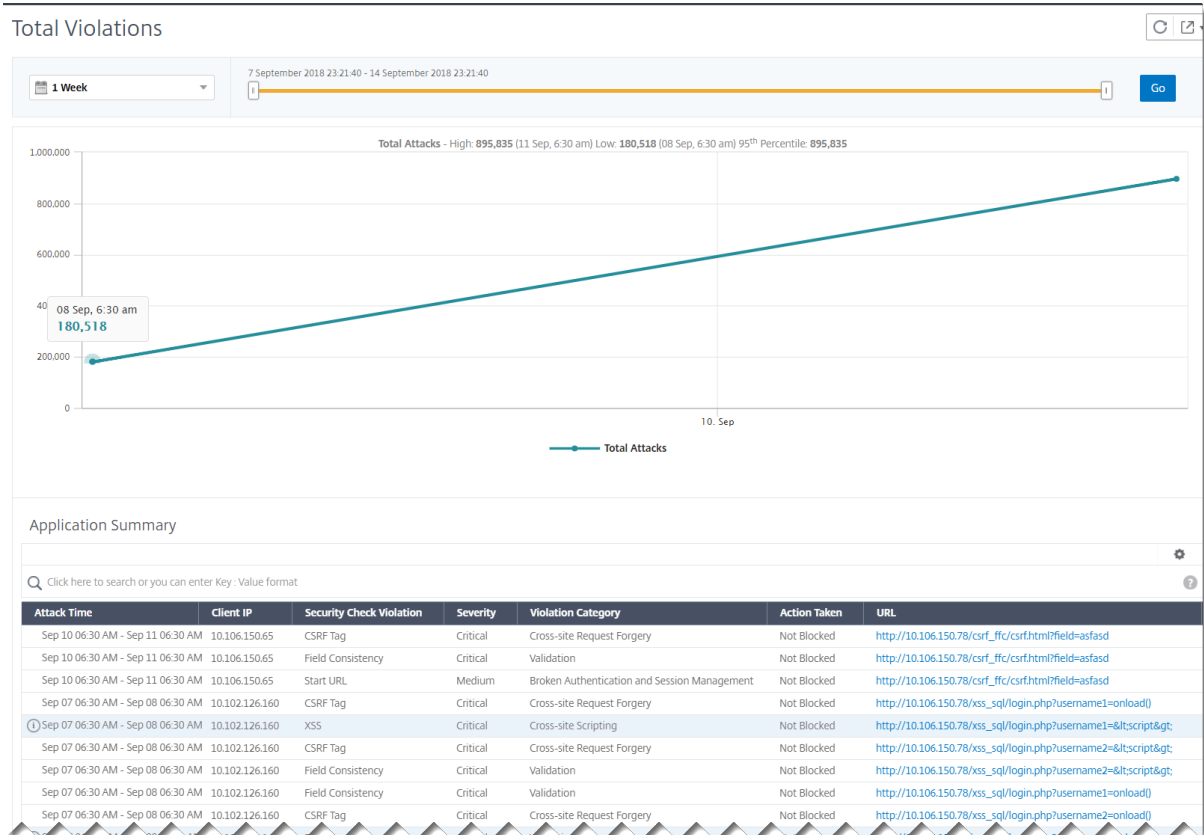 Total Violations
1 Week
7 September 2018 23:21:40 - 14 September 2018 23:21:40
Go
Total Attacks - High: 895,835 (11 Sep, 6:30 am) Low: 180,518 (08 Sep, 6:30 am) 95th Percentile: 895,835
1,000,000
800,000
600,000
40
08 Sep, 6:30 am
180,518
200,000
0
10. Sep
Total Attacks
Application Summary
Click here to search or you can enter Key : Value format
Attack Time Client IP Security Check Violation Severity Violation Category Action Taken URL
Sep 10 06:30 AM - Sep 11 06:30 AM 10.106.150.65 CSRF Tag Critical Cross-site Request Forgery Not Blocked http://10.106.150.78/csrf_ffc/csrf.html?field=asfasd
Sep 10 06:30 AM - Sep 11 06:30 AM 10.106.150.65 Field Consistency Critical Validation Not Blocked http://10.106.150.78/csrf_ffc/csrf.html?field=asfasd
Sep 10 06:30 AM - Sep 11 06:30 AM 10.106.150.65 Start URL Medium Broken Authentication and Session Management Not Blocked http://10.106.150.78/csrf_ffc/csrf.html?field=asfasd
Sep 07 06:30 AM - Sep 08 06:30 AM 10.102.126.160 CSRF Tag Critical Cross-site Request Forgery Not Blocked http://10.106.150.78/xss_sql/login.php?username1=onload()
Sep 07 06:30 AM - Sep 08 06:30 AM 10.102.126.160 XSS Critical Cross-site Scripting Not Blocked http://10.106.150.78/xss_sql/login.php?username1=&lt;script&gt;
Sep 07 06:30 AM - Sep 08 06:30 AM 10.102.126.160 CSRF Tag Critical Cross-site Request Forgery Not Blocked http://10.106.150.78/xss_sql/login.php?username2=&lt;script&gt;
Sep 07 06:30 AM - Sep 08 06:30 AM 10.102.126.160 Field Consistency Critical Validation Not Blocked http://10.106.150.78/xss_sql/login.php?username2=&lt;script&gt;
Sep 07 06:30 AM - Sep 08 06:30 AM 10.102.126.160 Field Consistency Critical Validation Not Blocked http://10.106.150.78/xss_sql/login.php?username1=onload()
Sep 07 06:30 AM - Sep 08 06:30 AM 10.102.126.160 CSRF Tag Critical Cross-site Request Forgery Not Blocked http://10.106.150.78/xss_sql/login.php?username2=onload()